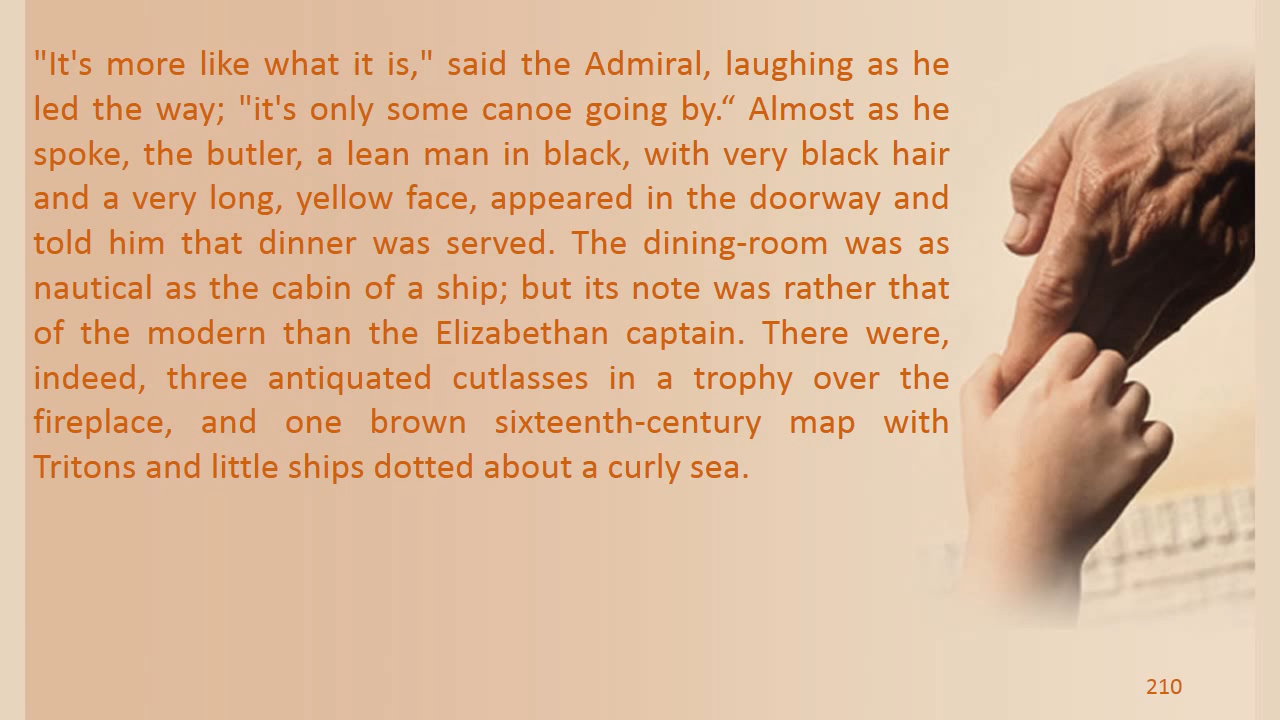 "It's more like what it is," said the Admiral, laughing as he
led the way; "it's only some canoe going by.“ Almost as he
spoke, the butler, a lean man in black, with very black hair
and a very long, yellow face, appeared in the doorway and
told him that dinner was served. The dining-room was as
nautical as the cabin of a ship; but its note was rather that
of the modern than the Elizabethan captain. There were,
indeed, three antiquated cutlasses in a trophy over the
fireplace, and one brown sixteenth-century map with
Tritons and little ships dotted about a curly sea.
210